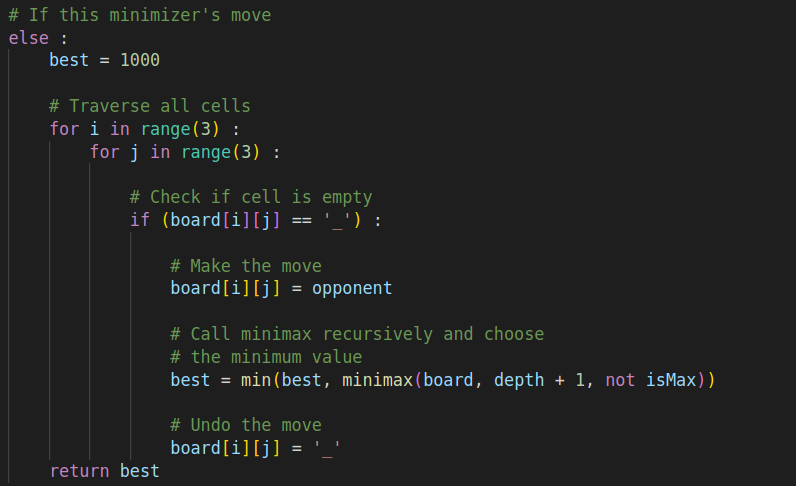 # If this minimizer's move
else :
    best = 1000
    # Traverse all cells
    for i in range(3) :
        for j in range(3) :
            # Check if cell is empty
            if (board[i][j] == '_') :
                # Make the move
                board[i][j] = opponent
                # Call minimax recursively and choose
                # the minimum value
                best = min(best, minimax(board, depth + 1, not isMax))
                # Undo the move
                board[i][j] = '_'
    return best